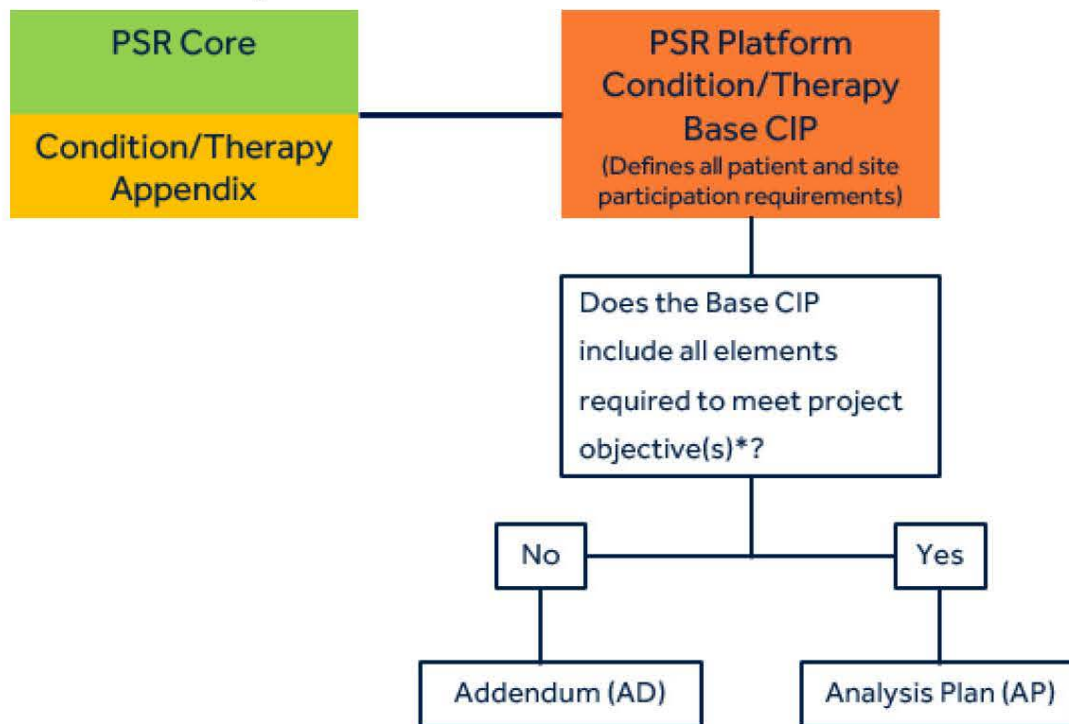 PSR Core
Condition/Therapy
Appendix
PSR Platform
Condition/Therapy
Base CIP
(Defines all patient and site
participation requirements)
Does the Base CIP
include all elements
required to meet project
objective(s)*?
No
Yes
Addendum (AD)
Analysis Plan (AP)